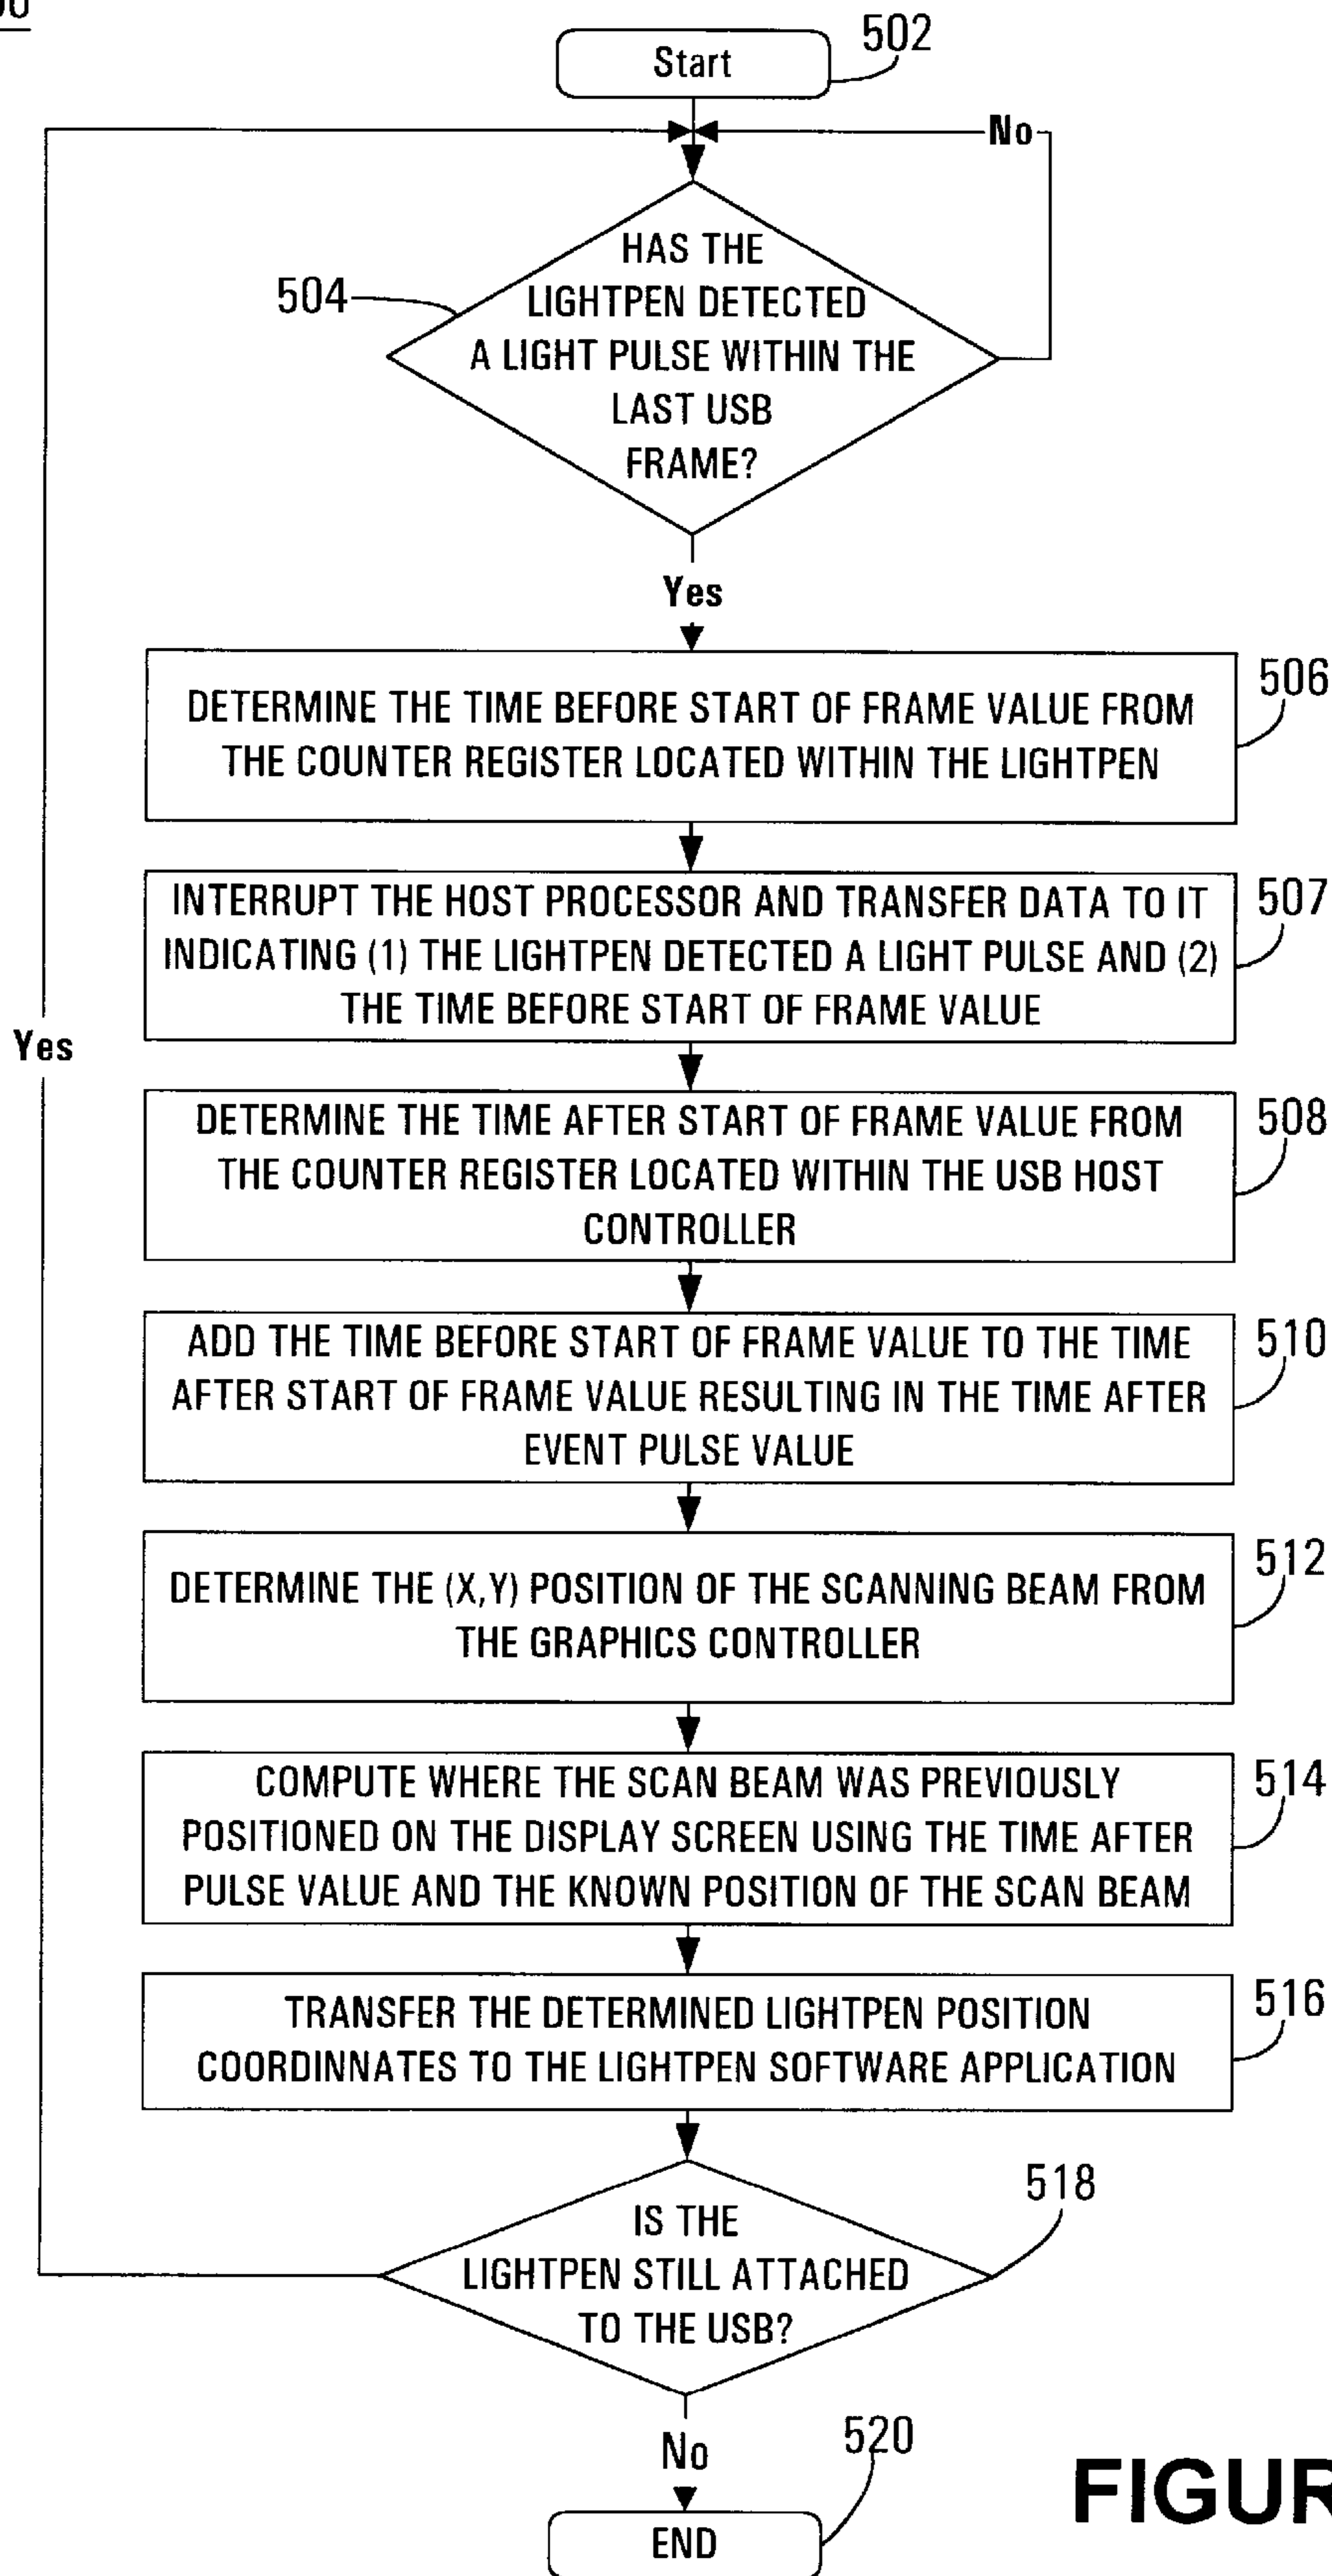 502
Start
No
504
HAS THE
LIGHTPEN DETECTED
A LIGHT PULSE WITHIN THE
LAST USB
FRAME?
Yes
506
DETERMINE THE TIME BEFORE START OF FRAME VALUE FROM
THE COUNTER REGISTER LOCATED WITHIN THE LIGHTPEN
507
INTERRUPT THE HOST PROCESSOR AND TRANSFER DATA TO IT
INDICATING (1) THE LIGHTPEN DETECTED A LIGHT PULSE AND (2)
THE TIME BEFORE START OF FRAME VALUE
Yes
508
DETERMINE THE TIME AFTER START OF FRAME VALUE FROM
THE COUNTER REGISTER LOCATED WITHIN THE USB HOST
CONTROLLER
510
ADD THE TIME BEFORE START OF FRAME VALUE TO THE TIME
AFTER START OF FRAME VALUE RESULTING IN THE TIME AFTER
EVENT PULSE VALUE
512
DETERMINE THE (X,Y) POSITION OF THE SCANNING BEAM FROM
THE GRAPHICS CONTROLLER
514
COMPUTE WHERE THE SCAN BEAM WAS PREVIOUSLY
POSITIONED ON THE DISPLAY SCREEN USING THE TIME AFTER
PULSE VALUE AND THE KNOWN POSITION OF THE SCAN BEAM
516
TRANSFER THE DETERMINED LIGHTPEN POSITION
COORDINNATES TO THE LIGHTPEN SOFTWARE APPLICATION
518
IS THE
LIGHTPEN STILL ATTACHED
TO THE USB?
No
520
END
FIGUR